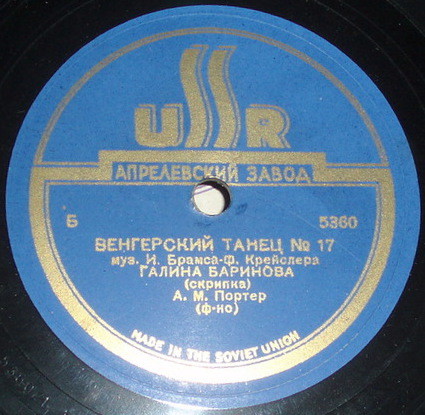 USSR
АПРЕЛЕВСКИЙ ЗАВОД
Б 5360
ВЕНГЕРСКИЙ ТАНЕЦ № 17
муз. И. Брамса-Ф. Крейслера
ГАЛИНА БАРИНОВА
(скрипка)
А. М. Портер
(ф-но)
MADE IN THE SOVIET UNION